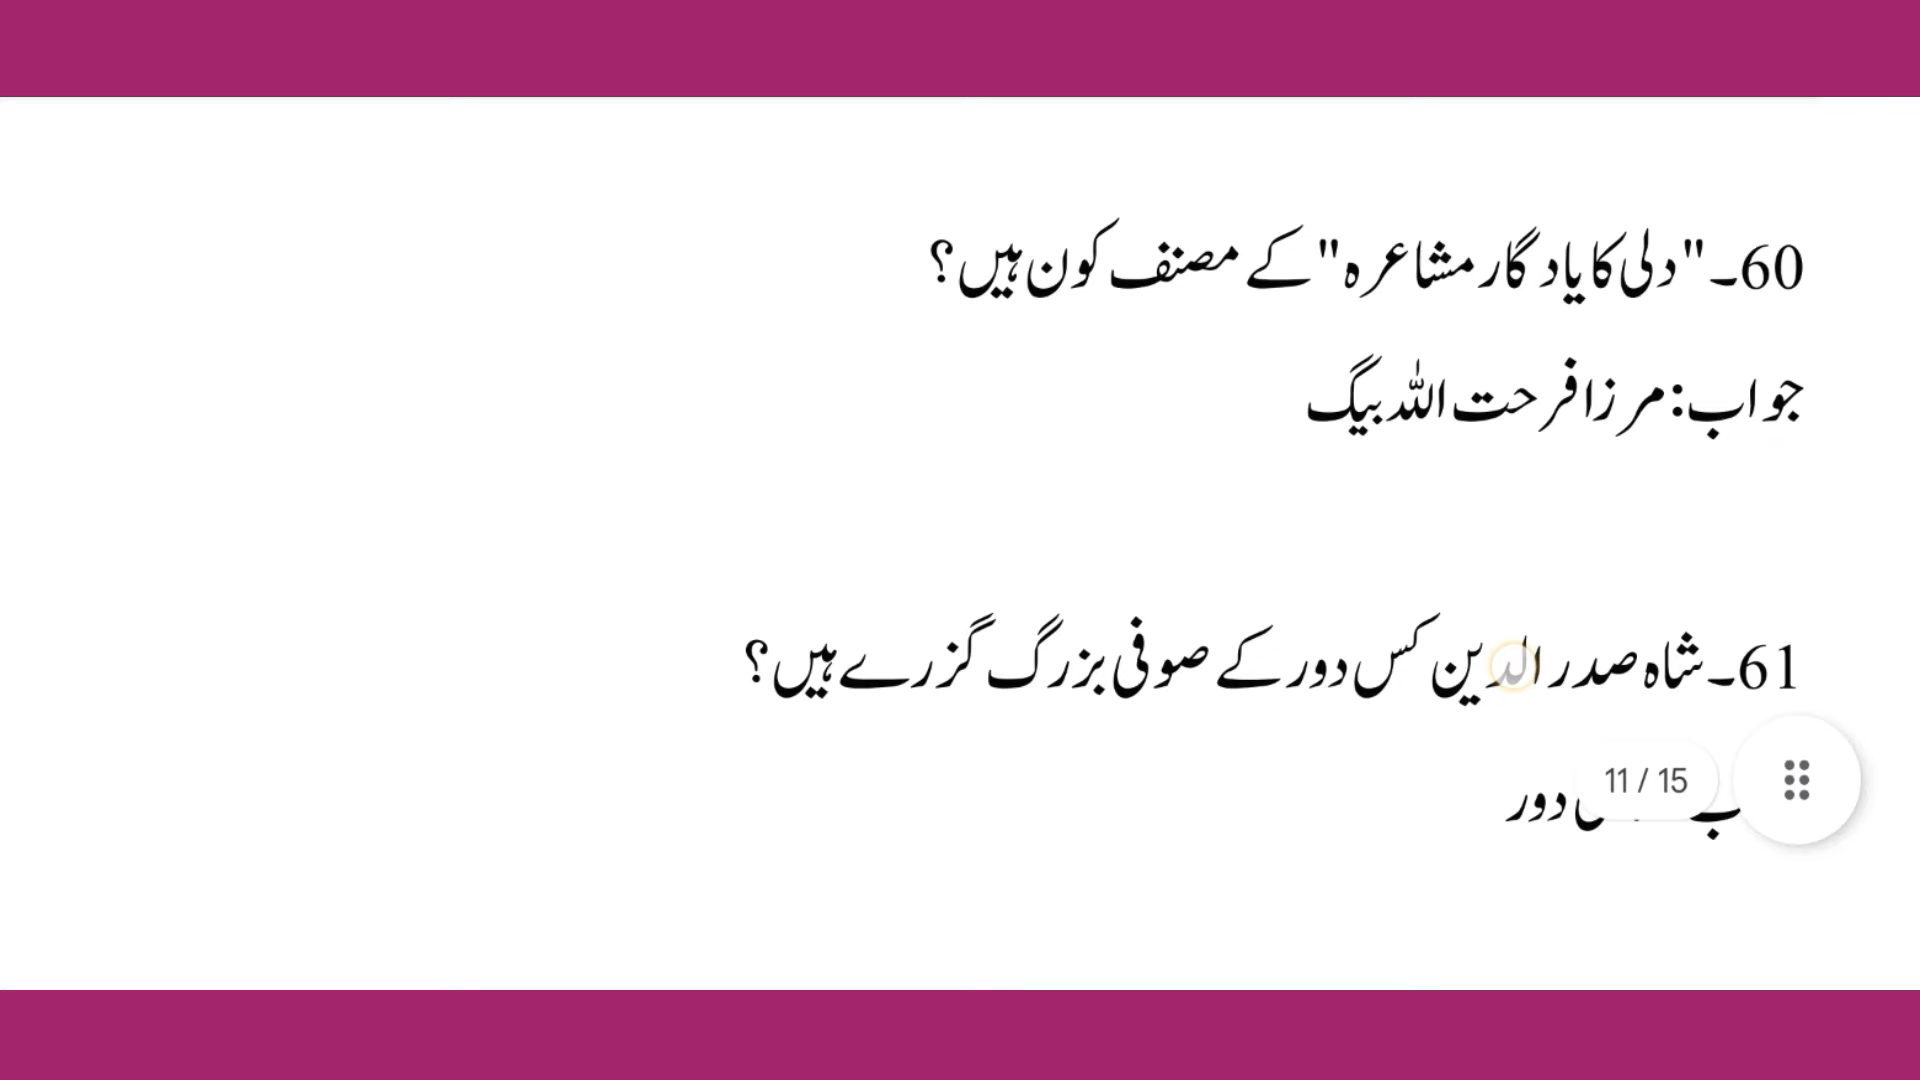 60۔"دلی کا یادگار مشاعرہ" کے مصنف کون ہیں؟
جواب: مرزا فرحت اللہ بیگ
61۔شاہ صدر الدین کس دور کے صوفی بزرگ گزرے ہیں؟
دور
11 / 15